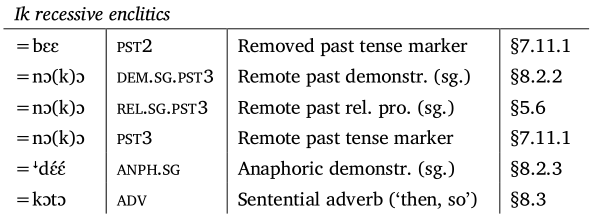 Ik recessive enclitics
=bɛɛ PST2 Removed past tense marker §7.11.1
=nɔ(k)ɔ DEM.SG.PST3 Remote past demonstr. (sg.) §8.2.2
=nɔ(k)ɔ REL.SG.PST3 Remote past rel. pro. (sg.) §5.6
=nɔ(k)ɔ PST3 Remote past tense marker §7.11.1
=ꜜdɛ́ɛ́ ANPH.SG Anaphoric demonstr. (sg.) §8.2.3
=kɔtɔ ADV Sentential adverb (‘then, so’) §8.3